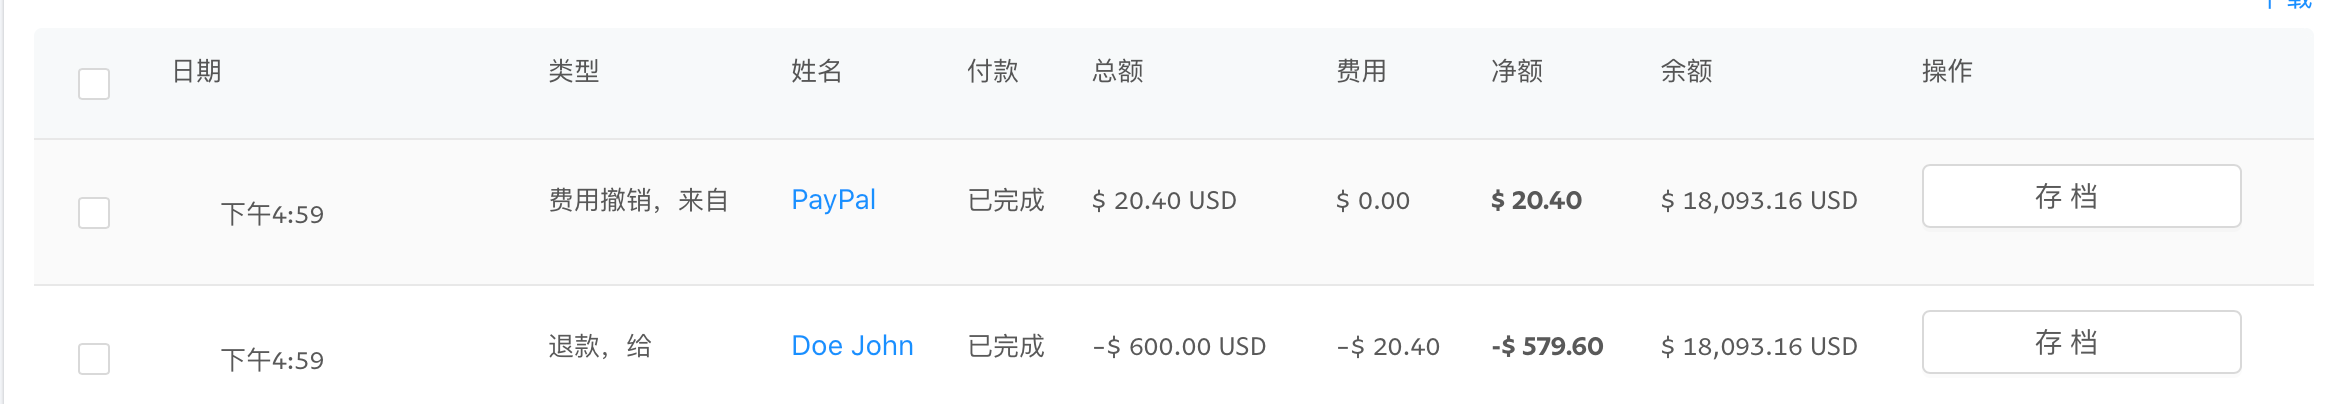 下载
日期 类型 姓名 付款 总额 费用 净额 余额 操作
下午4:59 费用撤销，来自 PayPal 已完成 $ 20.40 USD $ 0.00 $ 20.40 $ 18,093.16 USD 存 档
下午4:59 退款，给 Doe John 已完成 -$ 600.00 USD -$ 20.40 -$ 579.60 $ 18,093.16 USD 存 档